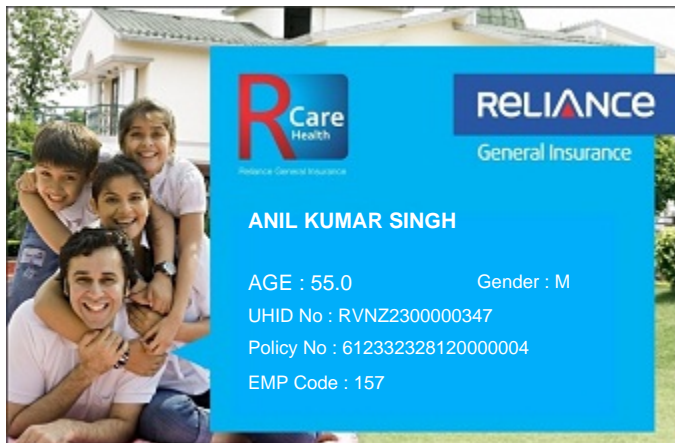 R Care
Health
Reliance General Insurance
RELIANCE
General Insurance
ANIL KUMAR SINGH
AGE : 55.0 Gender : M
UHID No : RVNZ2300000347
Policy No : 612332328120000004
EMP Code : 157